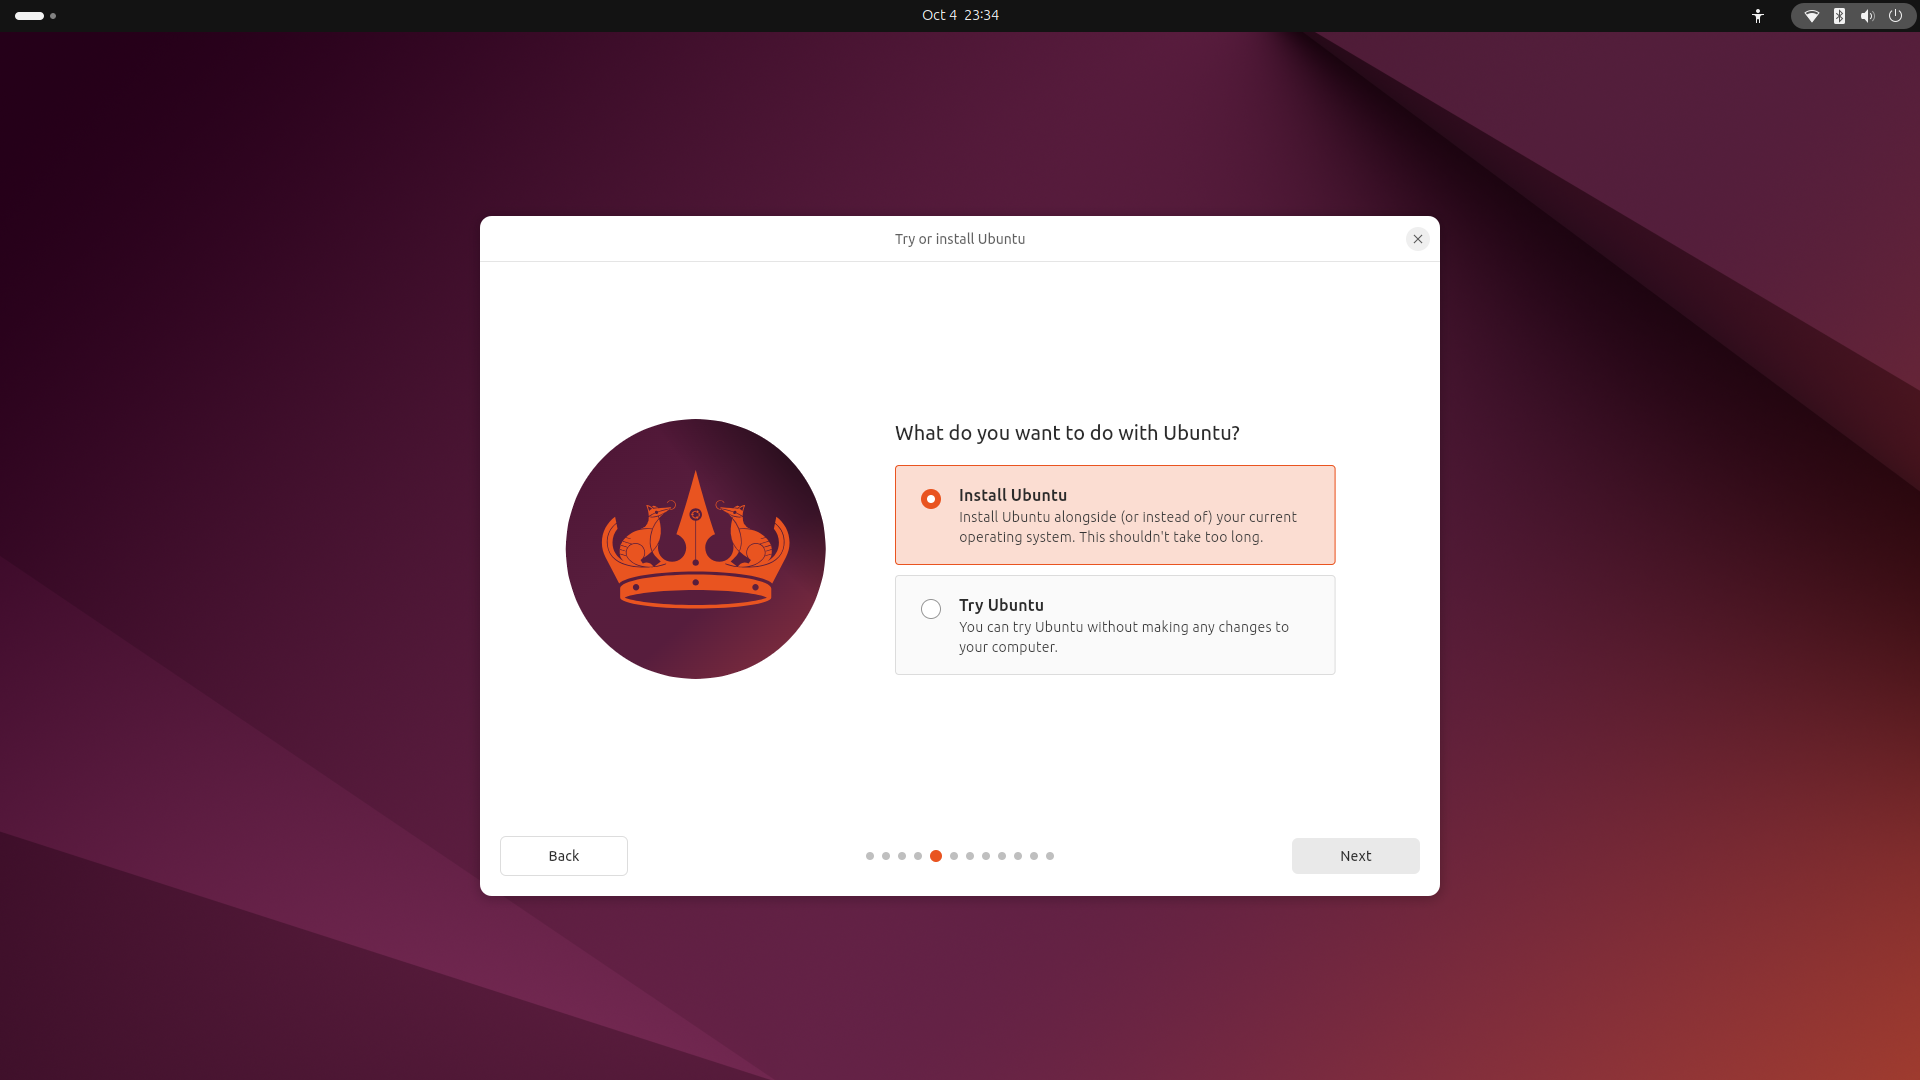 Oct 4 23:34
Try or install Ubuntu
What do you want to do with Ubuntu?
Install Ubuntu
Install Ubuntu alongside (or instead of) your current
operating system. This shouldn't take too long.
Try Ubuntu
You can try Ubuntu without making any changes to
your computer.
Back
Next